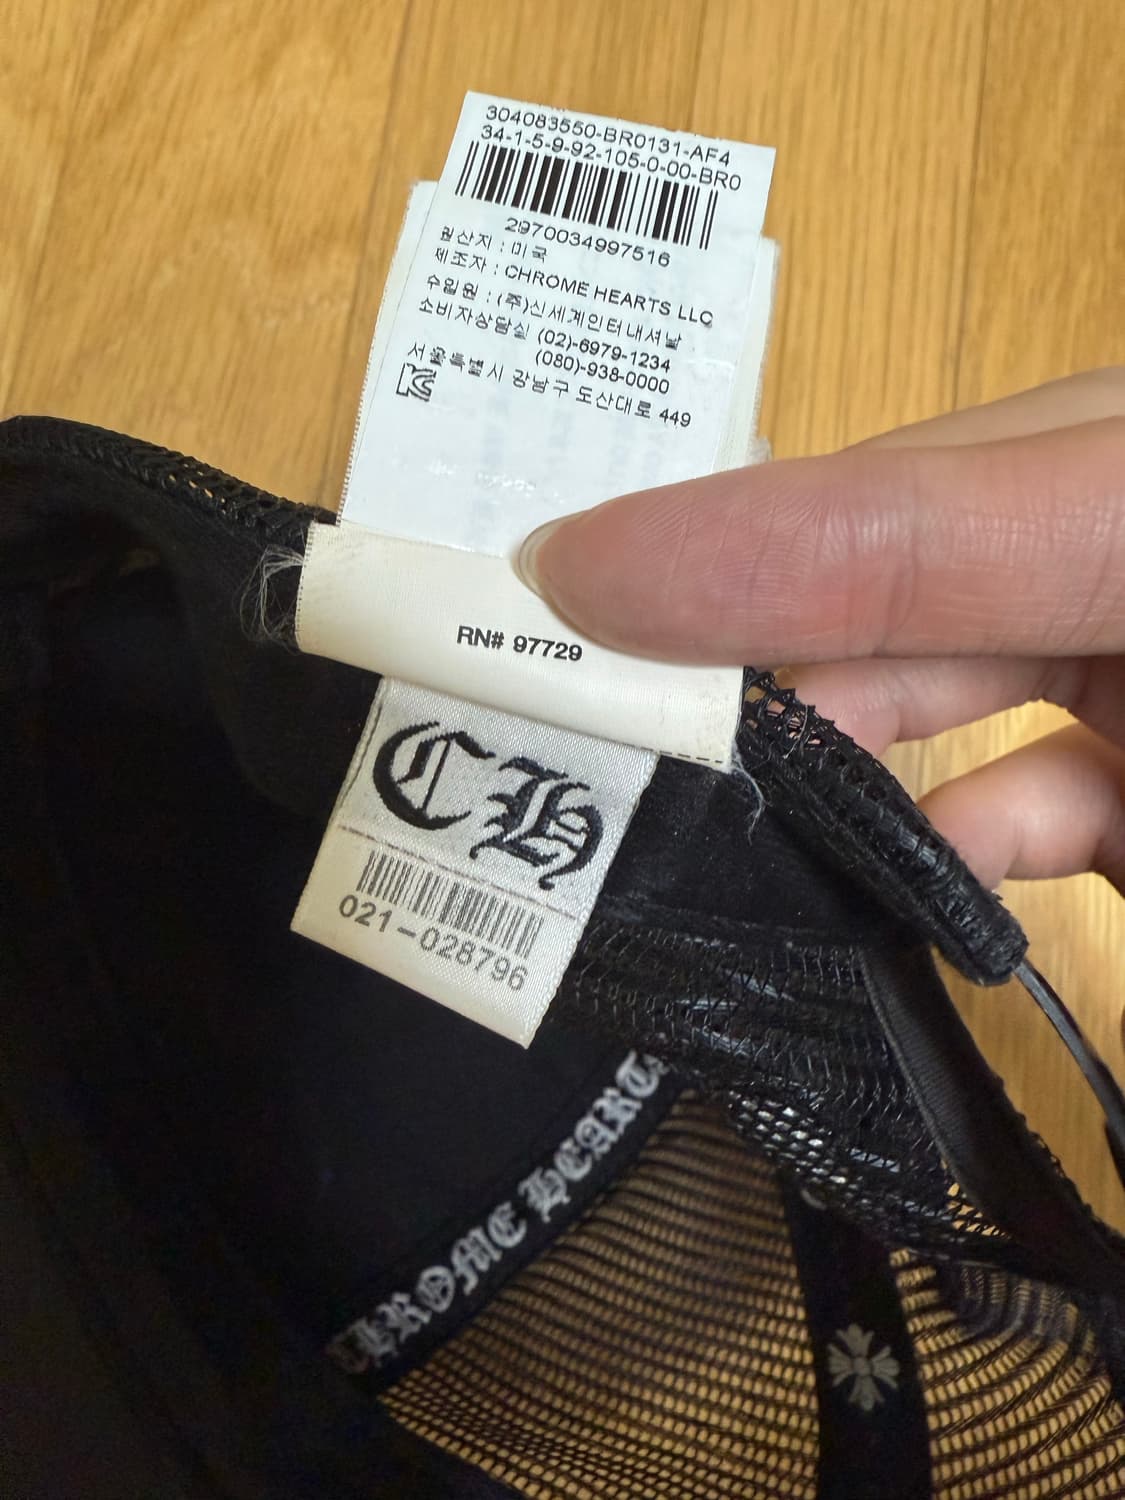 304083550-BR0131-AF4
34-1-5-9-92-105-0-00-BR0
2970034997516
원산지 : 미국
제조자 : CHROME HEARTS LLC
수입원 : (주)신세계인터내셔날
소비자상담실 (02)-6979-1234
(080)-938-0000
서울특별시 강남구 도산대로 449
RN# 97729
CH
021-028796
CHROME HEARTS